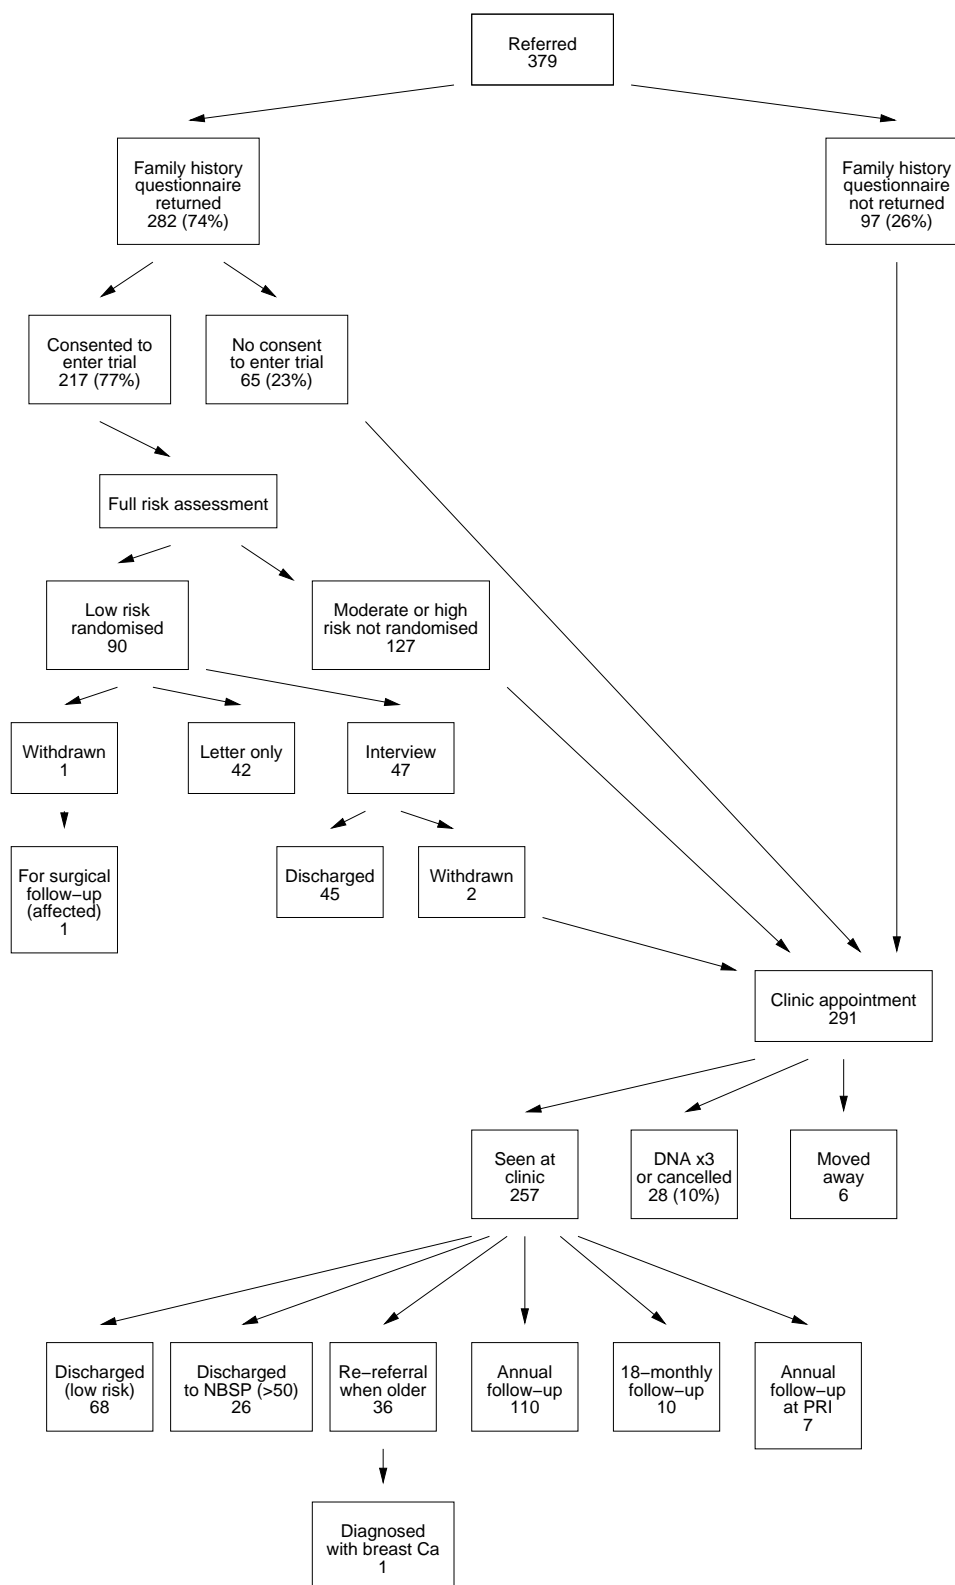 Referred
379
Family history
questionnaire
returned
282 (74%)
Family history
questionnaire
not returned
97 (26%)
Consented to
enter trial
217 (77%)
No consent
to enter trial
65 (23%)
Full risk assessment
Low risk
randomised
90
Moderate or high
risk not randomised
127
Withdrawn
1
Letter only
42
Interview
47
For surgical
follow−up
(affected)
1
Discharged
45
Withdrawn
2
Clinic appointment
291
Seen at
clinic
257
DNA x3
or cancelled
28 (10%)
Moved
away
6
Discharged
(low risk)
68
Discharged
to NBSP (>50)
26
Re−referral
when older
36
Annual
follow−up
110
18−monthly
follow−up
10
Annual
follow−up
at PRI
7
Diagnosed
with breast Ca
1